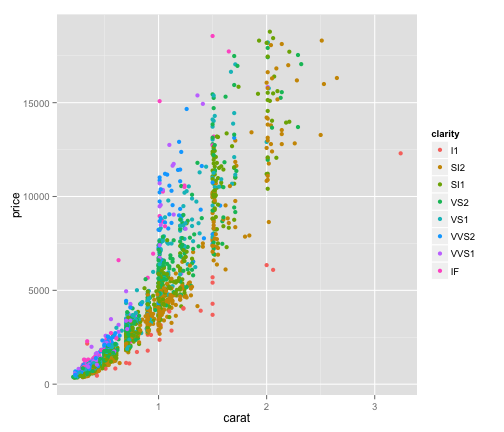 price
15000
10000
5000
0
1
2
3
carat
clarity
I1
SI2
SI1
VS2
VS1
VVS2
VVS1
IF